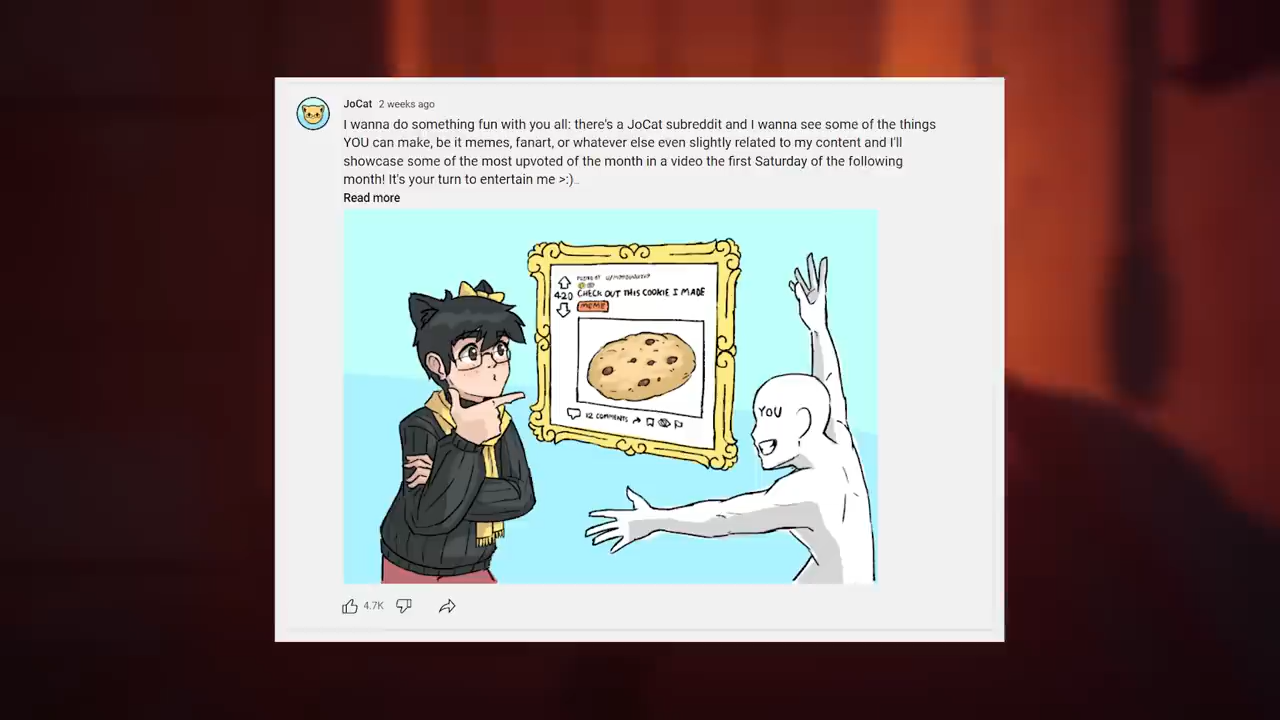 JoCat 2 weeks ago
I wanna do something fun with you all: there's a JoCat subreddit and I wanna see some of the things
YOU can make, be it memes, fanart, or whatever else even slightly related to my content and I'll
showcase some of the most upvoted of the month in a video the first Saturday of the following
month! It's your turn to entertain me >:)...
Read more
POSTED BY
420 CHECK OUT THIS COOKIE I MADE
MEME
12 COMMENTS
YOU
4.7K